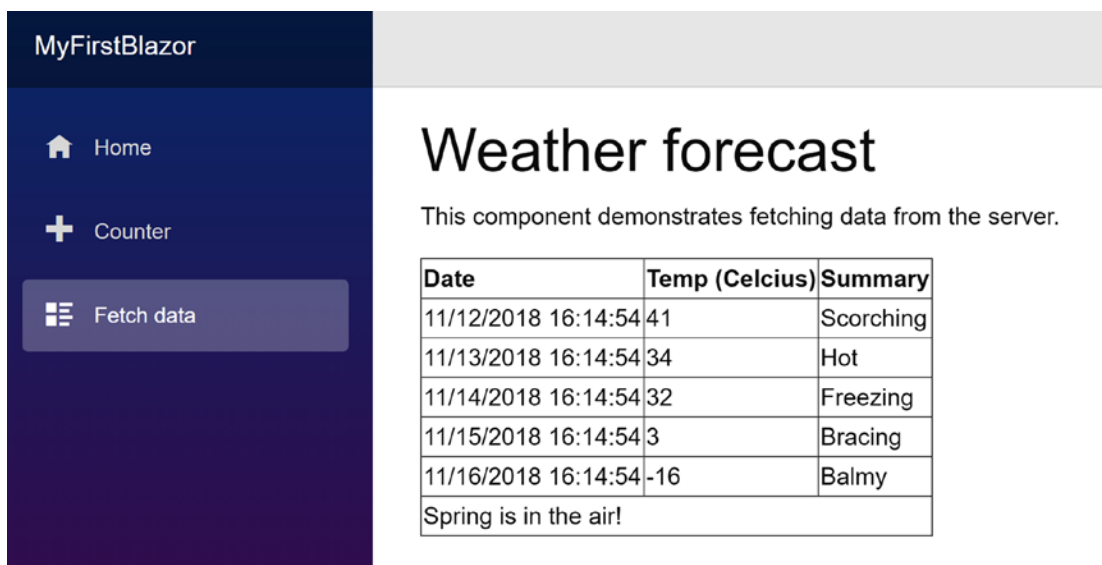 MyFirstBlazor
Home
Counter
Fetch data
Weather forecast
This component demonstrates fetching data from the server.
Date Temp (Celcius) Summary
11/12/2018 16:14:54 41 Scorching
11/13/2018 16:14:54 34 Hot
11/14/2018 16:14:54 32 Freezing
11/15/2018 16:14:54 3 Bracing
11/16/2018 16:14:54 -16 Balmy
Spring is in the air!